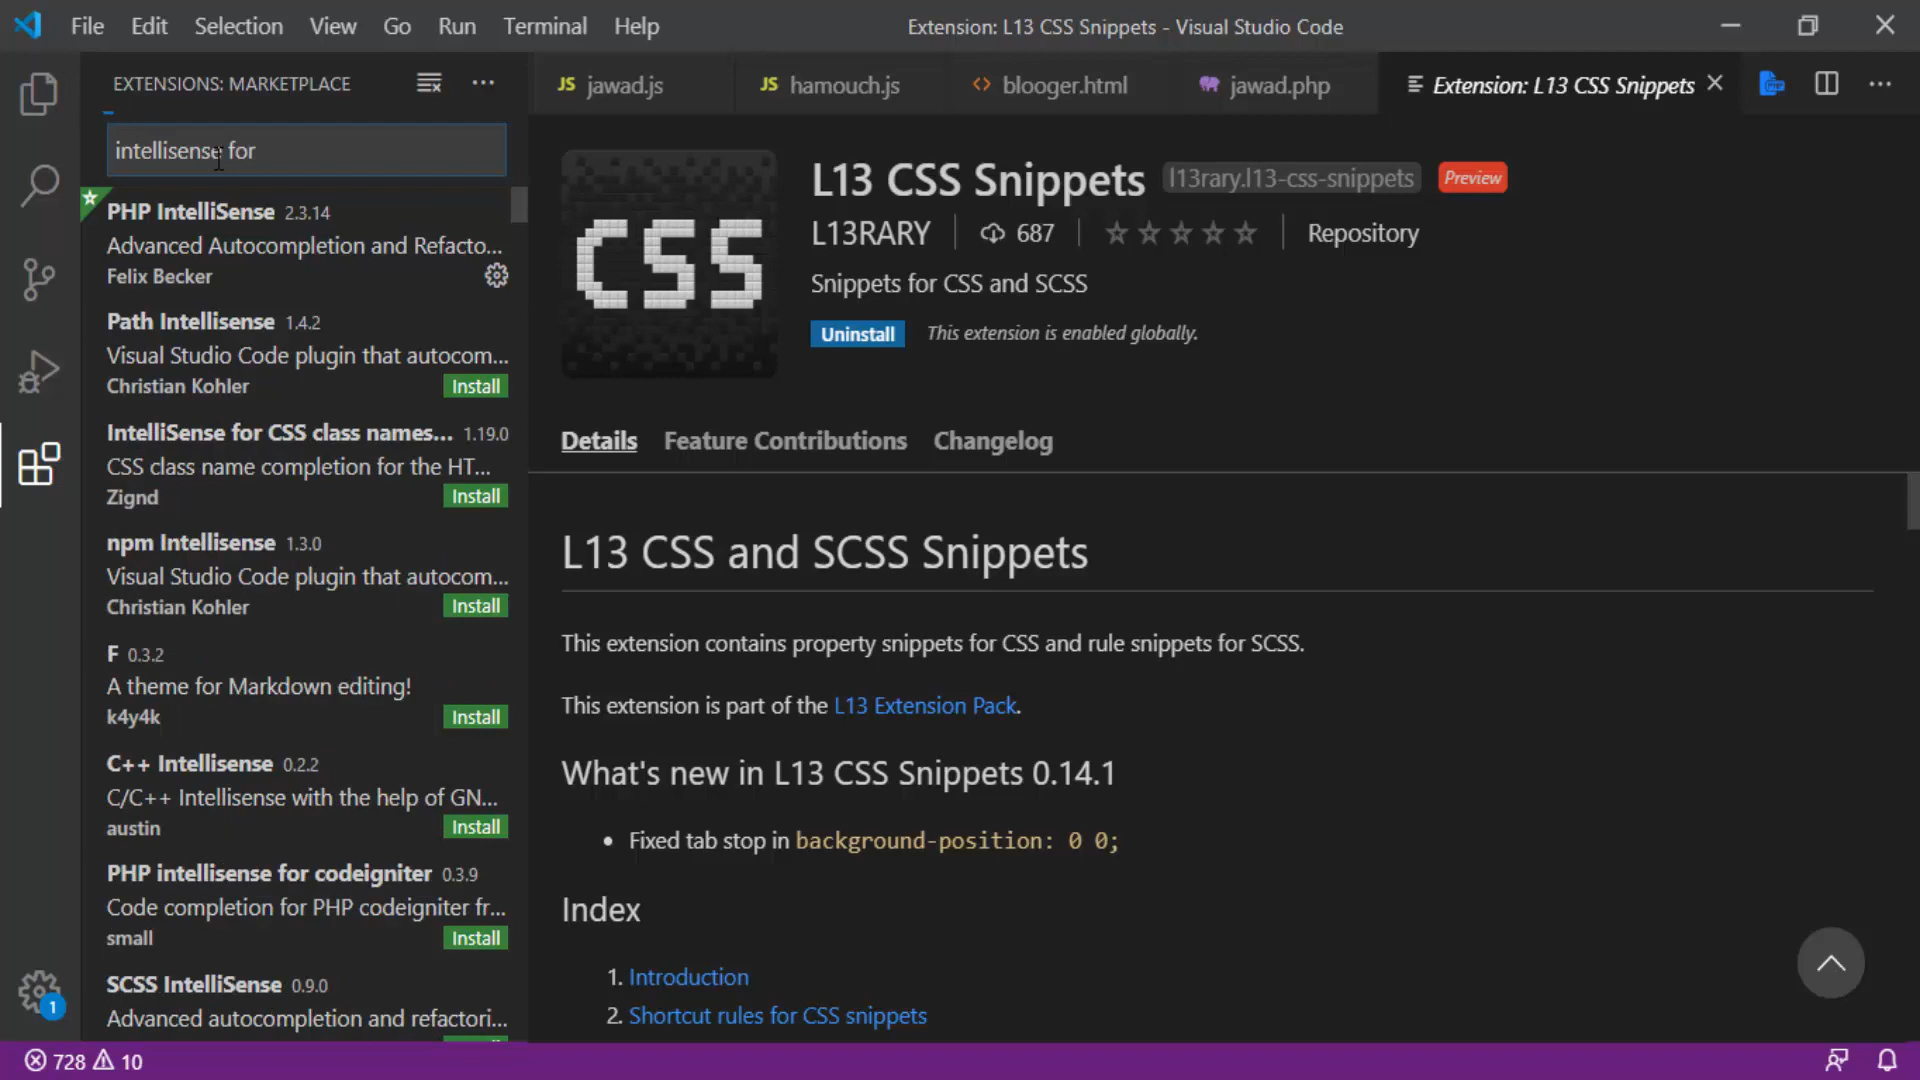 File Edit Selection View Go Run Terminal Help
Extension: L13 CSS Snippets - Visual Studio Code
EXTENSIONS: MARKETPLACE
intellisense for
PHP IntelliSense 2.3.14
Advanced Autocompletion and Refacto...
Felix Becker
Path Intellisense 1.4.2
Visual Studio Code plugin that autocom...
Christian Kohler Install
IntelliSense for CSS class names... 1.19.0
CSS class name completion for the HT...
Zignd Install
npm Intellisense 1.3.0
Visual Studio Code plugin that autocom...
Christian Kohler Install
F 0.3.2
A theme for Markdown editing!
k4y4k Install
C++ Intellisense 0.2.2
C/C++ Intellisense with the help of GN...
austin Install
PHP intellisense for codeigniter 0.3.9
Code completion for PHP codeigniter fr...
small Install
SCSS IntelliSense 0.9.0
Advanced autocompletion and refactori...
JS jawad.js JS hamouch.js <> blooger.html jawad.php Extension: L13 CSS Snippets
CSS
L13 CSS Snippets l13rary.l13-css-snippets Preview
L13RARY 687 Repository
Snippets for CSS and SCSS
Uninstall This extension is enabled globally.
Details Feature Contributions Changelog
L13 CSS and SCSS Snippets
This extension contains property snippets for CSS and rule snippets for SCSS.
This extension is part of the L13 Extension Pack.
What's new in L13 CSS Snippets 0.14.1
• Fixed tab stop in background-position: 0 0;
Index
1. Introduction
2. Shortcut rules for CSS snippets
1
728 10